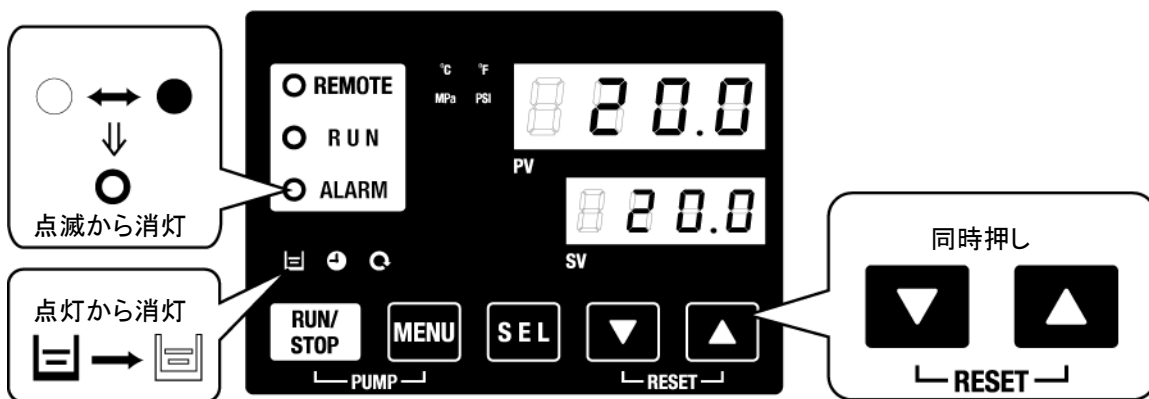 点滅から消灯
点灯から消灯
REMOTE
RUN
ALARM
°C °F
MPa PSI
20.0
PV
20.0
SV
RUN/
STOP
MENU
SEL
PUMP
RESET
同時押し
RESET